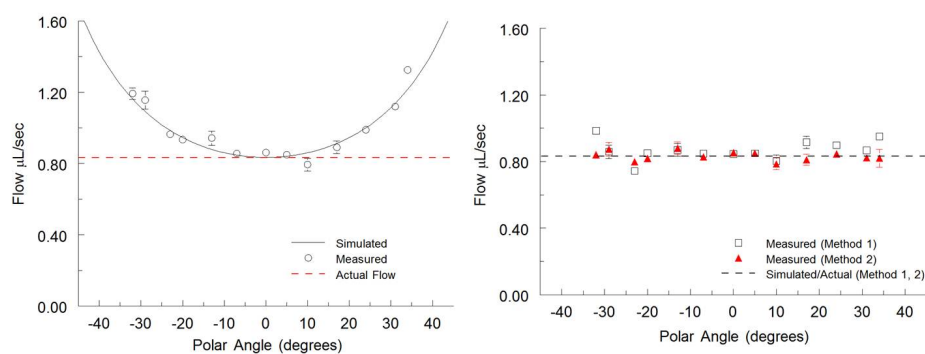 1.60
1.20
0.80
0.40
0.00
Flow µL/sec
-40 -30 -20 -10 0 10 20 30 40
Polar Angle (degrees)
Simulated
Measured
Actual Flow
1.60
1.20
0.80
0.40
0.00
Flow µL/sec
-40 -30 -20 -10 0 10 20 30 40
Polar Angle (degrees)
Measured (Method 1)
Measured (Method 2)
Simulated/Actual (Method 1, 2)